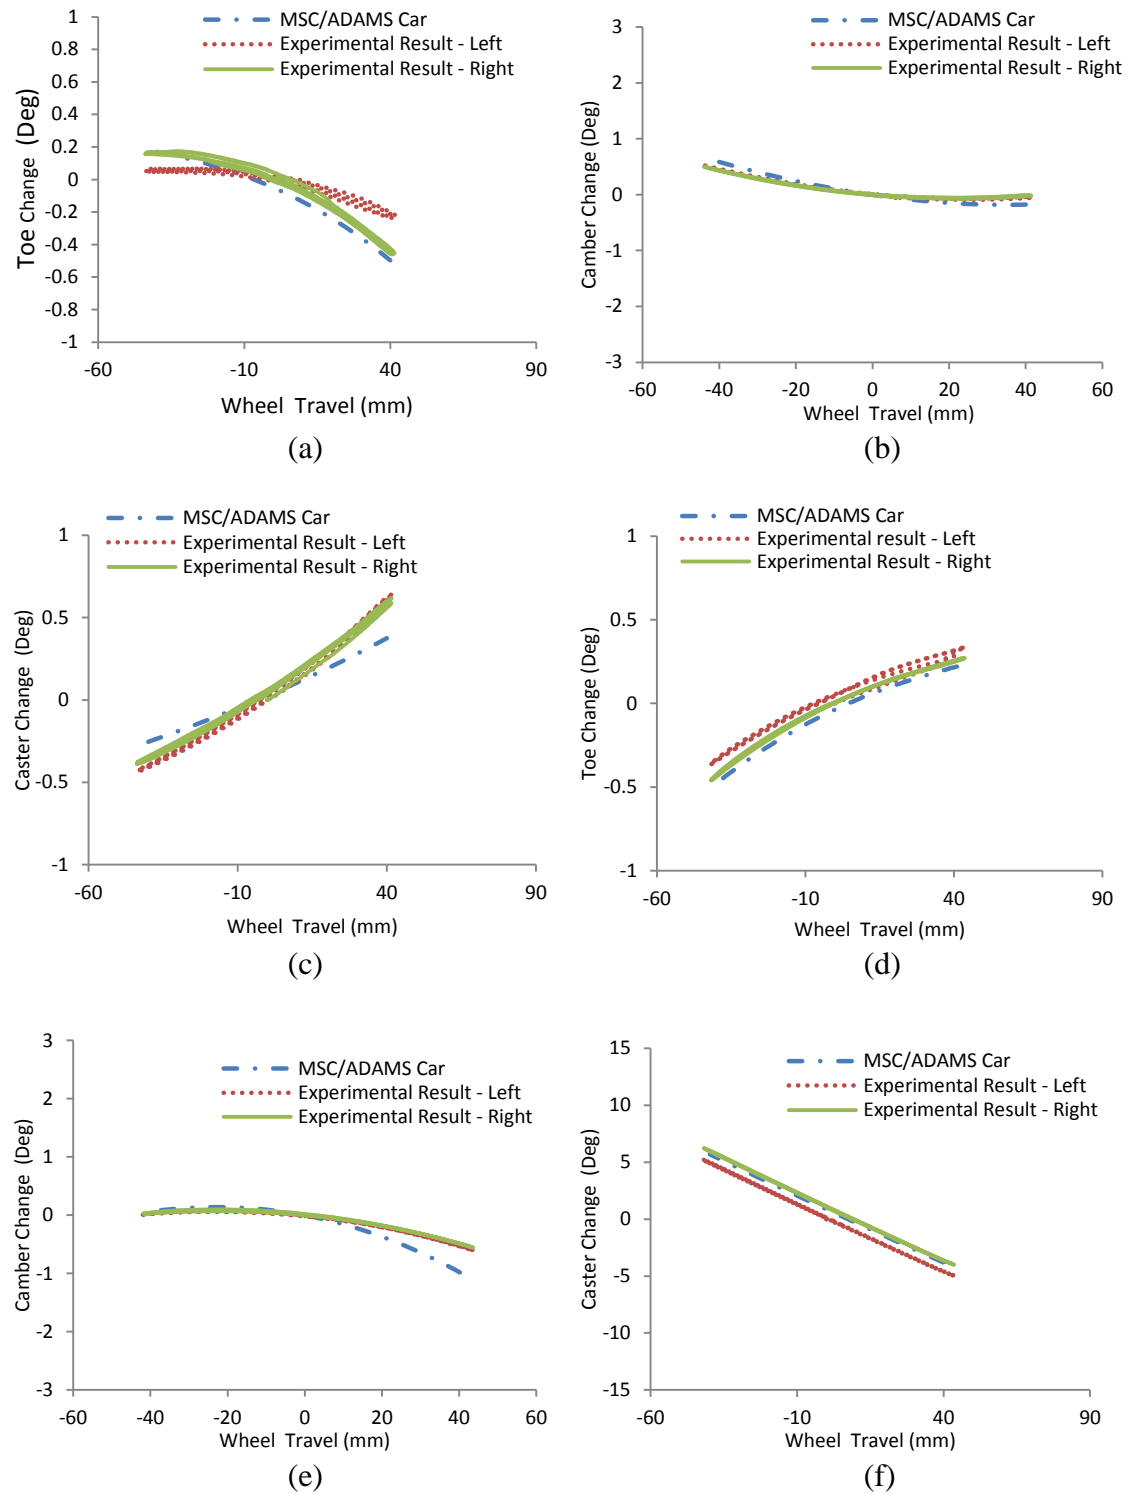 MSC/ADAMS Car
Experimental Result - Left
Experimental Result - Right
1
0.8
0.6
0.4
0.2
0
-0.2
-0.4
-0.6
-0.8
-1
Toe Change (Deg)
-60 -10 40 90
Wheel Travel (mm)
(a)
MSC/ADAMS Car
Experimental Result - Left
Experimental Result - Right
3
2
1
0
-1
-2
-3
Camber Change (Deg)
-60 -40 -20 0 20 40 60
Wheel Travel (mm)
(b)
MSC/ADAMS Car
Experimental Result - Left
Experimental Result - Right
1
0.5
0
-0.5
-1
Caster Change (Deg)
-60 -10 40 90
Wheel Travel (mm)
(c)
MSC/ADAMS Car
Experimental result - Left
Experimental Result - Right
1
0.5
0
-0.5
-1
Toe Change (Deg)
-60 -10 40 90
Wheel Travel (mm)
(d)
MSC/ADAMS Car
Experimental Result - Left
Experimental Result - Right
3
2
1
0
-1
-2
-3
Camber Change (Deg)
-60 -40 -20 0 20 40 60
Wheel Travel (mm)
(e)
MSC/ADAMS Car
Experimental Result - Left
Experimental Result - Right
15
10
5
0
-5
-10
-15
Caster Change (Deg)
-60 -10 40 90
Wheel Travel (mm)
(f)